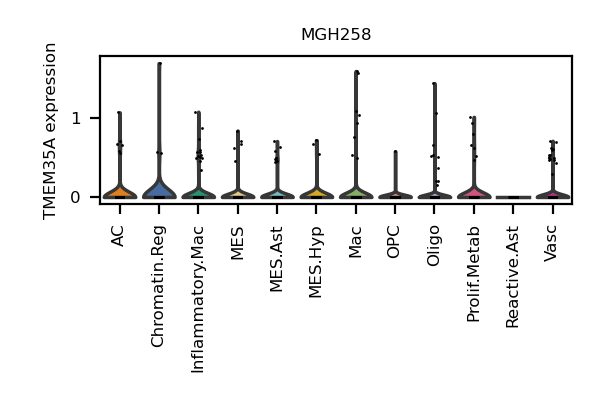 MGH258
TMEM35A expression
1
0
AC
Chromatin.Reg
Inflammatory.Mac
MES
MES.Ast
MES.Hyp
Mac
OPC
Oligo
Prolif.Metab
Reactive.Ast
Vasc